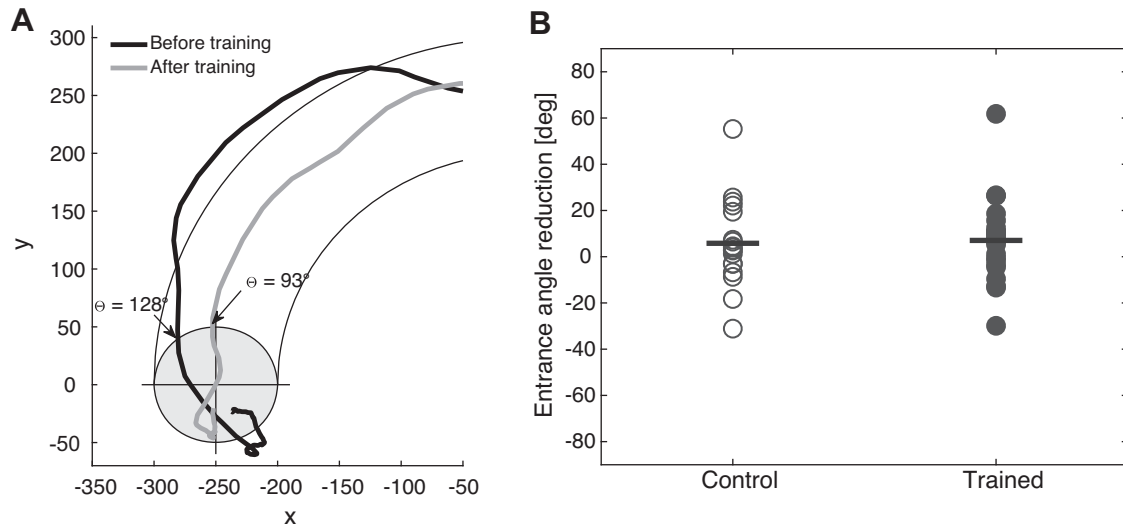 A
Before training
After training
300
250
200
150
100
50
0
-50
y
Θ = 128°
Θ = 93°
-350 -300 -250 -200 -150 -100 -50
x
B
Entrance angle reduction [deg]
80
60
40
20
0
-20
-40
-60
-80
Control Trained